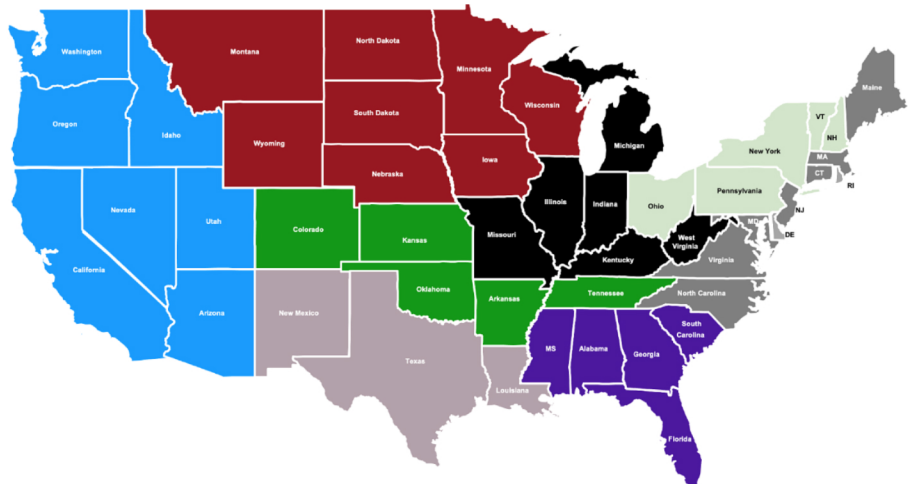 Washington
Montana
North Dakota
Minnesota
Maine
Oregon
Idaho
South Dakota
Wisconsin
VT
NH
Wyoming
Michigan
New York
MA
CT
RI
Iowa
Nebraska
Pennsylvania
Nevada
Utah
Illinois
Indiana
Ohio
NJ
Colorado
Kansas
Missouri
West
Virginia
MD
DE
California
Kentucky
Virginia
Oklahoma
Arkansas
Tennessee
North Carolina
Arizona
New Mexico
South
Carolina
MS
Alabama
Georgia
Texas
Louisiana
Florida